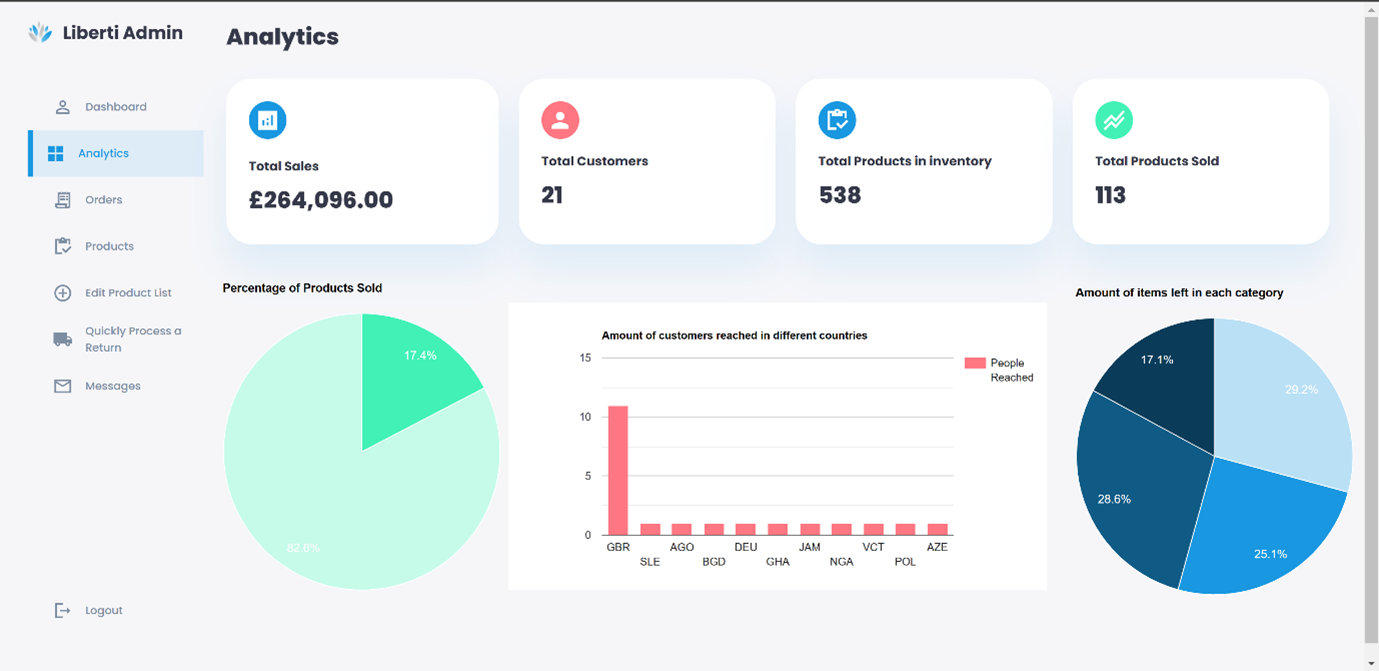 Liberti Admin
Dashboard
Analytics
Orders
Products
Edit Product List
Quickly Process a
Return
Messages
Logout
Analytics
Total Sales
£264,096.00
Total Customers
21
Total Products in inventory
538
Total Products Sold
113
Percentage of Products Sold
17.4%
82.6%
Amount of customers reached in different countries
15
10
5
0
GBR
SLE
AGO
BGD
DEU
GHA
JAM
NGA
VCT
POL
AZE
People
Reached
Amount of items left in each category
17.1%
29.2%
28.6%
25.1%